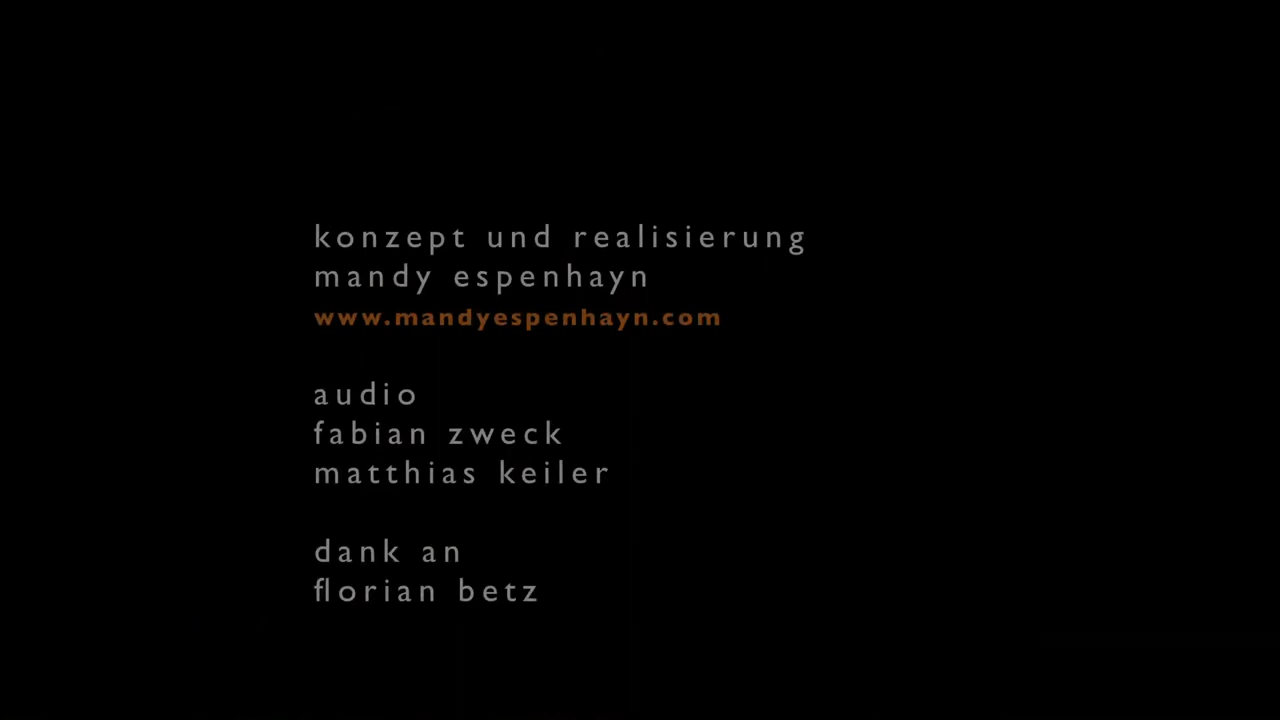 konzept und realisierung
mandy espenhayn
www.mandyespenhayn.com
audio
fabian zweck
matthias keiler
dank an
florian betz